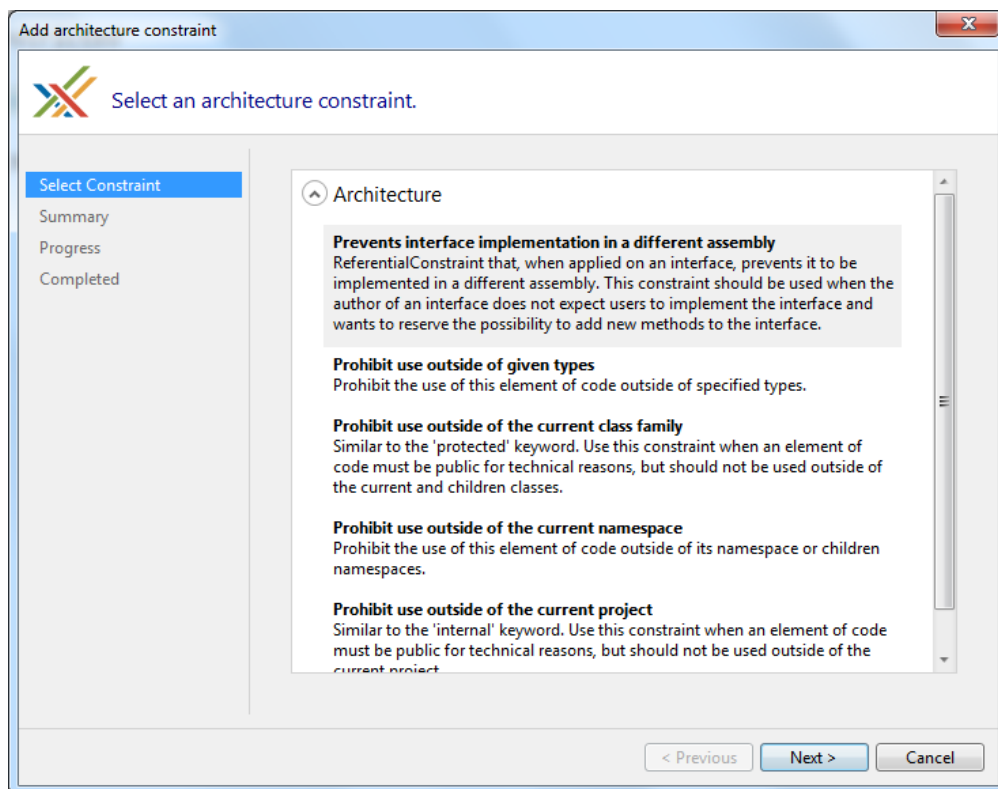 Add architecture constraint
Select an architecture constraint.
Select Constraint
Summary
Progress
Completed
Architecture
Prevents interface implementation in a different assembly
ReferentialConstraint that, when applied on an interface, prevents it to be
implemented in a different assembly. This constraint should be used when the
author of an interface does not expect users to implement the interface and
wants to reserve the possibility to add new methods to the interface.
Prohibit use outside of given types
Prohibit the use of this element of code outside of specified types.
Prohibit use outside of the current class family
Similar to the 'protected' keyword. Use this constraint when an element of
code must be public for technical reasons, but should not be used outside of
the current and children classes.
Prohibit use outside of the current namespace
Prohibit the use of this element of code outside of its namespace or children
namespaces.
Prohibit use outside of the current project
Similar to the 'internal' keyword. Use this constraint when an element of code
must be public for technical reasons, but should not be used outside of the
current project
< Previous
Next >
Cancel